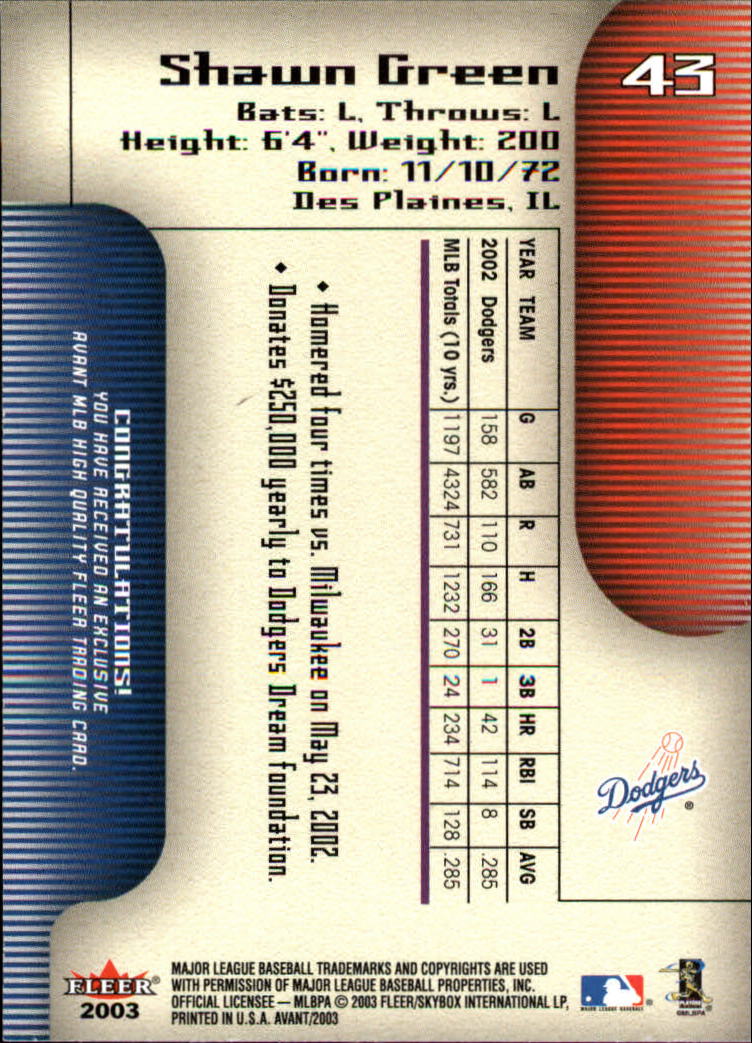 43
Shawn Green
Bats: L, Throws: L
Height: 6'4", Weight: 200
Born: 11/10/72
Des Plaines, IL
YEAR TEAM G AB R H 2B 3B HR RBI SB AVG
2002 Dodgers 158 582 110 166 31 1 42 114 8 .285
MLB Totals (10 yrs.) 1197 4324 731 1232 270 24 234 714 128 .285
♦ Homered four times vs. Milwaukee on May 23, 2002.
♦ Donates $250,000 yearly to Dodgers Dream Foundation.
CONGRATULATIONS!
YOU HAVE RECEIVED AN EXCLUSIVE
AVANT MLB HIGH QUALITY FLEER TRADING CARD.
Dodgers®
FLEER®
2003
MAJOR LEAGUE BASEBALL TRADEMARKS AND COPYRIGHTS ARE USED
WITH PERMISSION OF MAJOR LEAGUE BASEBALL PROPERTIES, INC.
OFFICIAL LICENSEE — MLBPA © 2003 FLEER/SKYBOX INTERNATIONAL LP,
PRINTED IN U.S.A. AVANT/2003
MAJOR LEAGUE BASEBALL
PLAYERS
©MLBPA